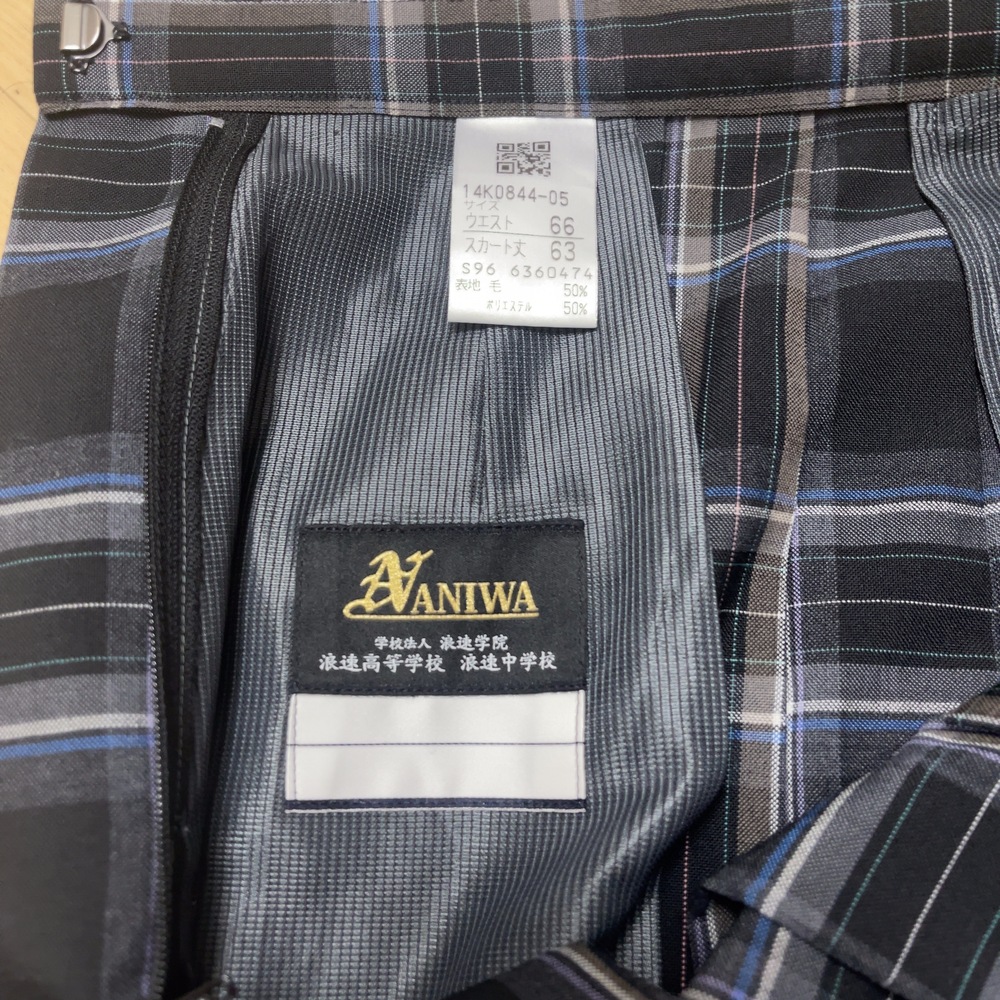 14K0844-05
サイズ
ウエスト 66
スカート丈 63
S96 6360474
表地 毛 50%
ポリエステル 50%
NANIWA
学校法人 浪速学院
浪速高等学校 浪速中学校